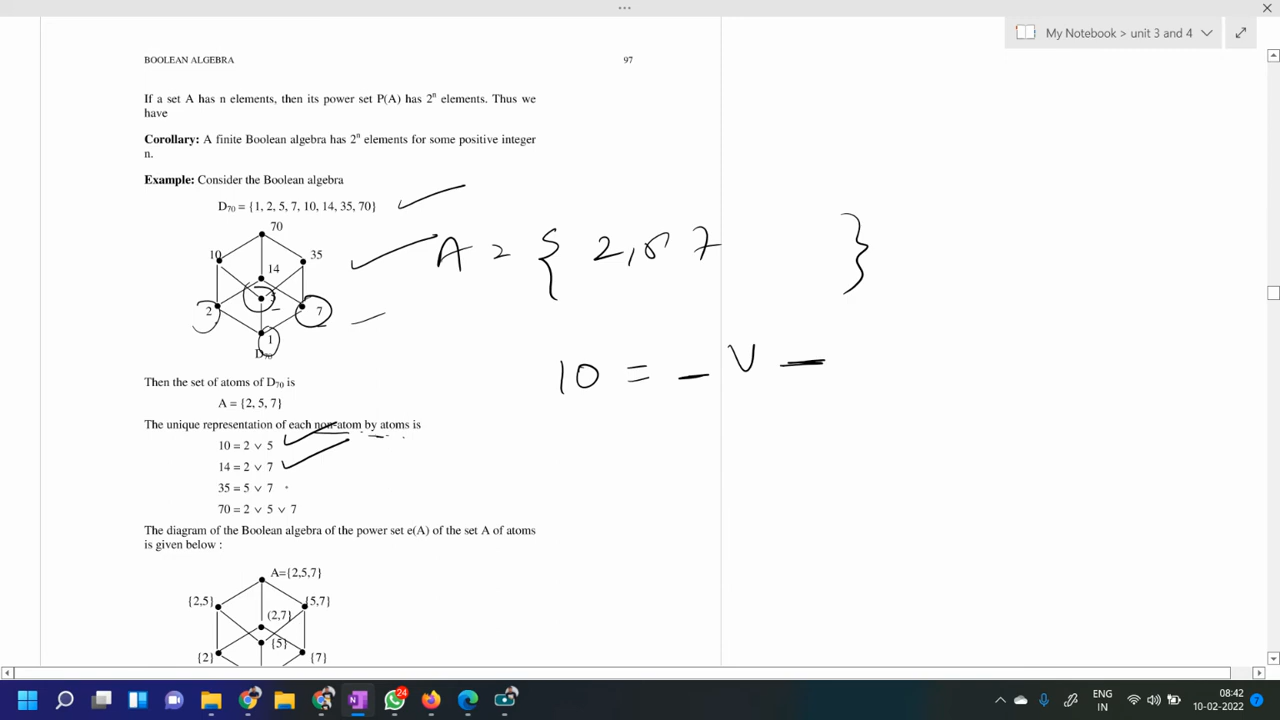 My Notebook > unit 3 and 4
BOOLEAN ALGEBRA 97
If a set A has n elements, then its power set P(A) has 2ⁿ elements. Thus we
have
Corollary: A finite Boolean algebra has 2ⁿ elements for some positive integer
n.
Example: Consider the Boolean algebra
D₇₀ = {1, 2, 5, 7, 10, 14, 35, 70}
70
10 35
14
2 7
1
D₇₀
A = { 2, 5 7 }
10 = _ V _
Then the set of atoms of D₇₀ is
A = {2, 5, 7}
The unique representation of each non-atom by atoms is
10 = 2 ∨ 5
14 = 2 ∨ 7
35 = 5 ∨ 7
70 = 2 ∨ 5 ∨ 7
The diagram of the Boolean algebra of the power set e(A) of the set A of atoms
is given below :
A={2,5,7}
{2,5} {5,7}
(2,7}
{5}
{2} {7}
24
ENG
IN
08:42
10-02-2022